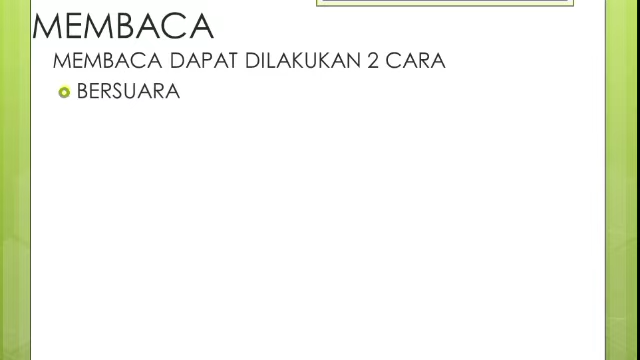 MEMBACA
MEMBACA DAPAT DILAKUKAN 2 CARA
BERSUARA